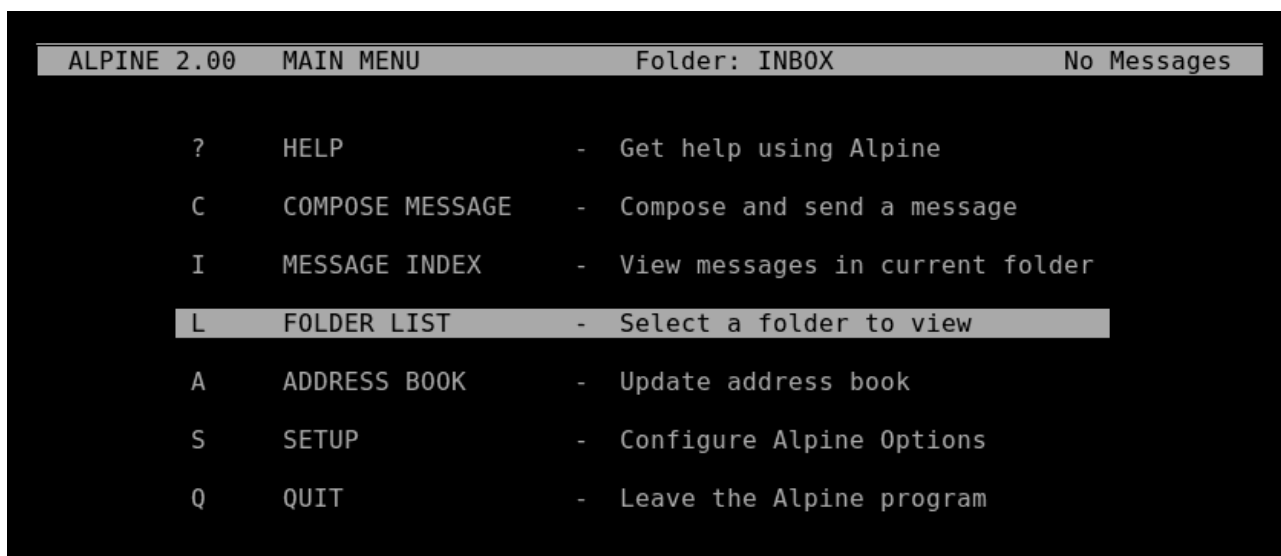 ALPINE 2.00 MAIN MENU Folder: INBOX No Messages
? HELP - Get help using Alpine
C COMPOSE MESSAGE - Compose and send a message
I MESSAGE INDEX - View messages in current folder
L FOLDER LIST - Select a folder to view
A ADDRESS BOOK - Update address book
S SETUP - Configure Alpine Options
Q QUIT - Leave the Alpine program